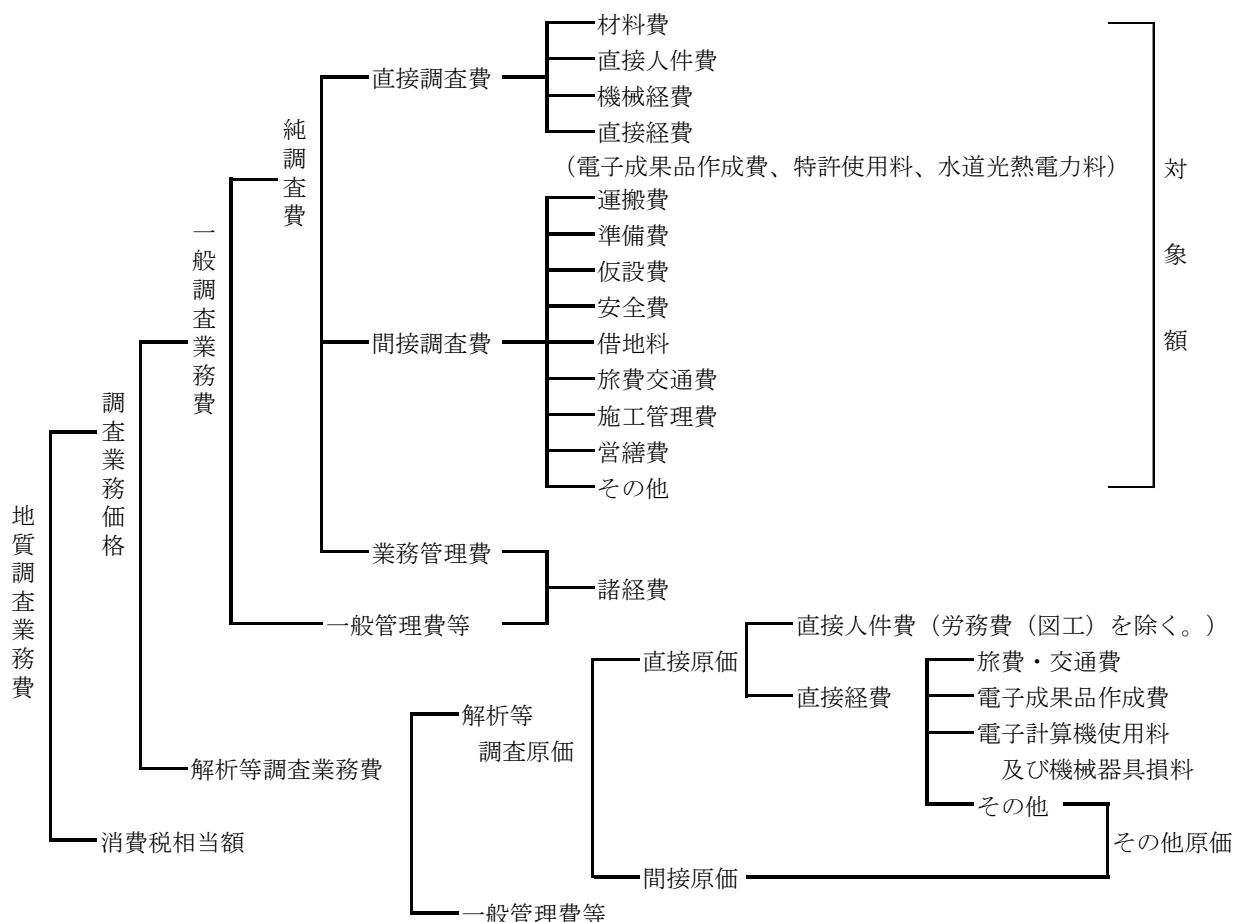 材料費
直接人件費
直接調査費
機械経費
直接経費
(電子成果品作成費、特許使用料、水道光熱電力料)
純調査費
対象額
運搬費
準備費
仮設費
安全費
一般調査業務費
間接調査費
借地料
旅費交通費
施工管理費
営繕費
その他
調査業務価格
地質調査業務費
業務管理費
諸経費
一般管理費等
直接人件費(労務費(図工)を除く。)
直接原価
旅費・交通費
直接経費
電子成果品作成費
解析等
調査原価
電子計算機使用料
及び機械器具損料
解析等調査業務費
その他
消費税相当額
その他原価
間接原価
一般管理費等